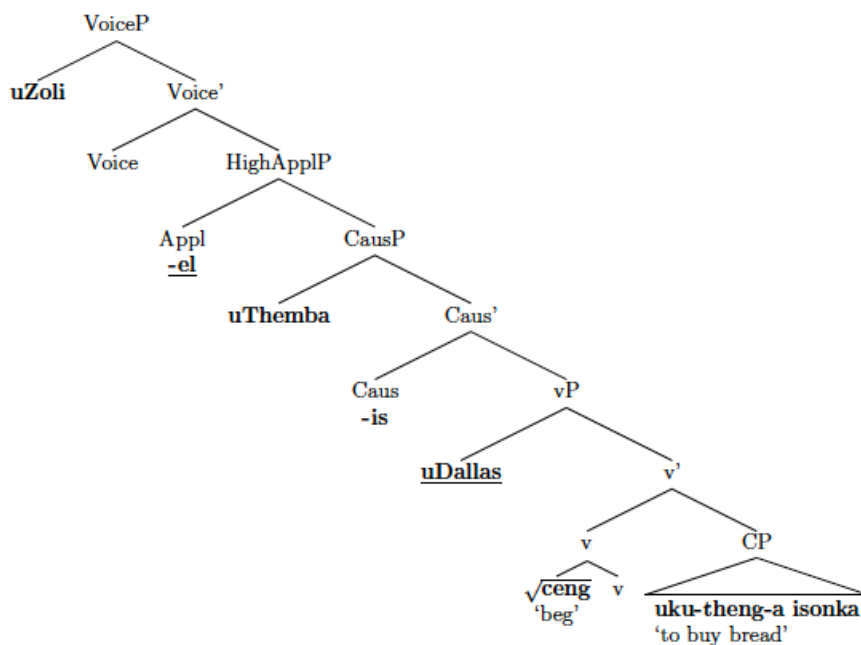 VoiceP
uZoli Voice'
Voice HighApplP
Appl CausP
-el
uThemba Caus'
Caus vP
-is
uDallas v'
v CP
√ceng v uku-theng-a isonka
‘beg’ ‘to buy bread’